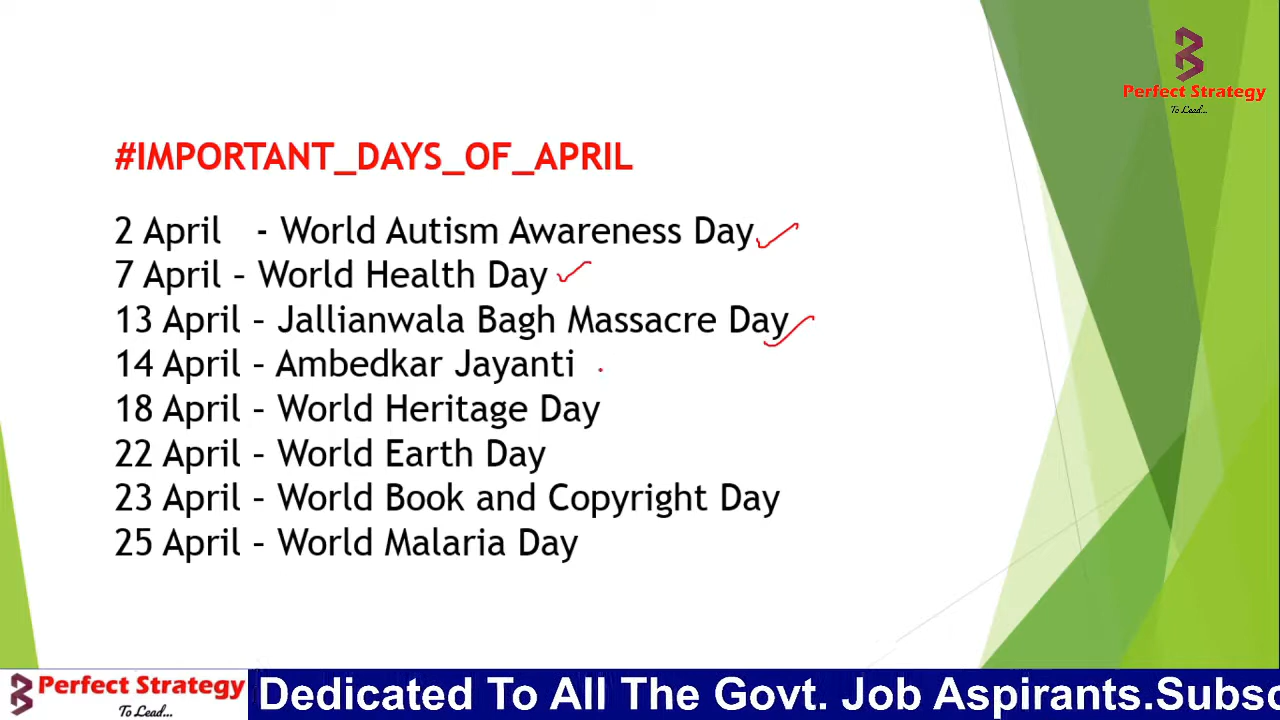 Perfect Strategy
To Lead...
#IMPORTANT_DAYS_OF_APRIL
2 April - World Autism Awareness Day
7 April – World Health Day
13 April – Jallianwala Bagh Massacre Day
14 April – Ambedkar Jayanti
18 April – World Heritage Day
22 April – World Earth Day
23 April – World Book and Copyright Day
25 April – World Malaria Day
Perfect Strategy
To Lead...
Dedicated To All The Govt. Job Aspirants.Subsc